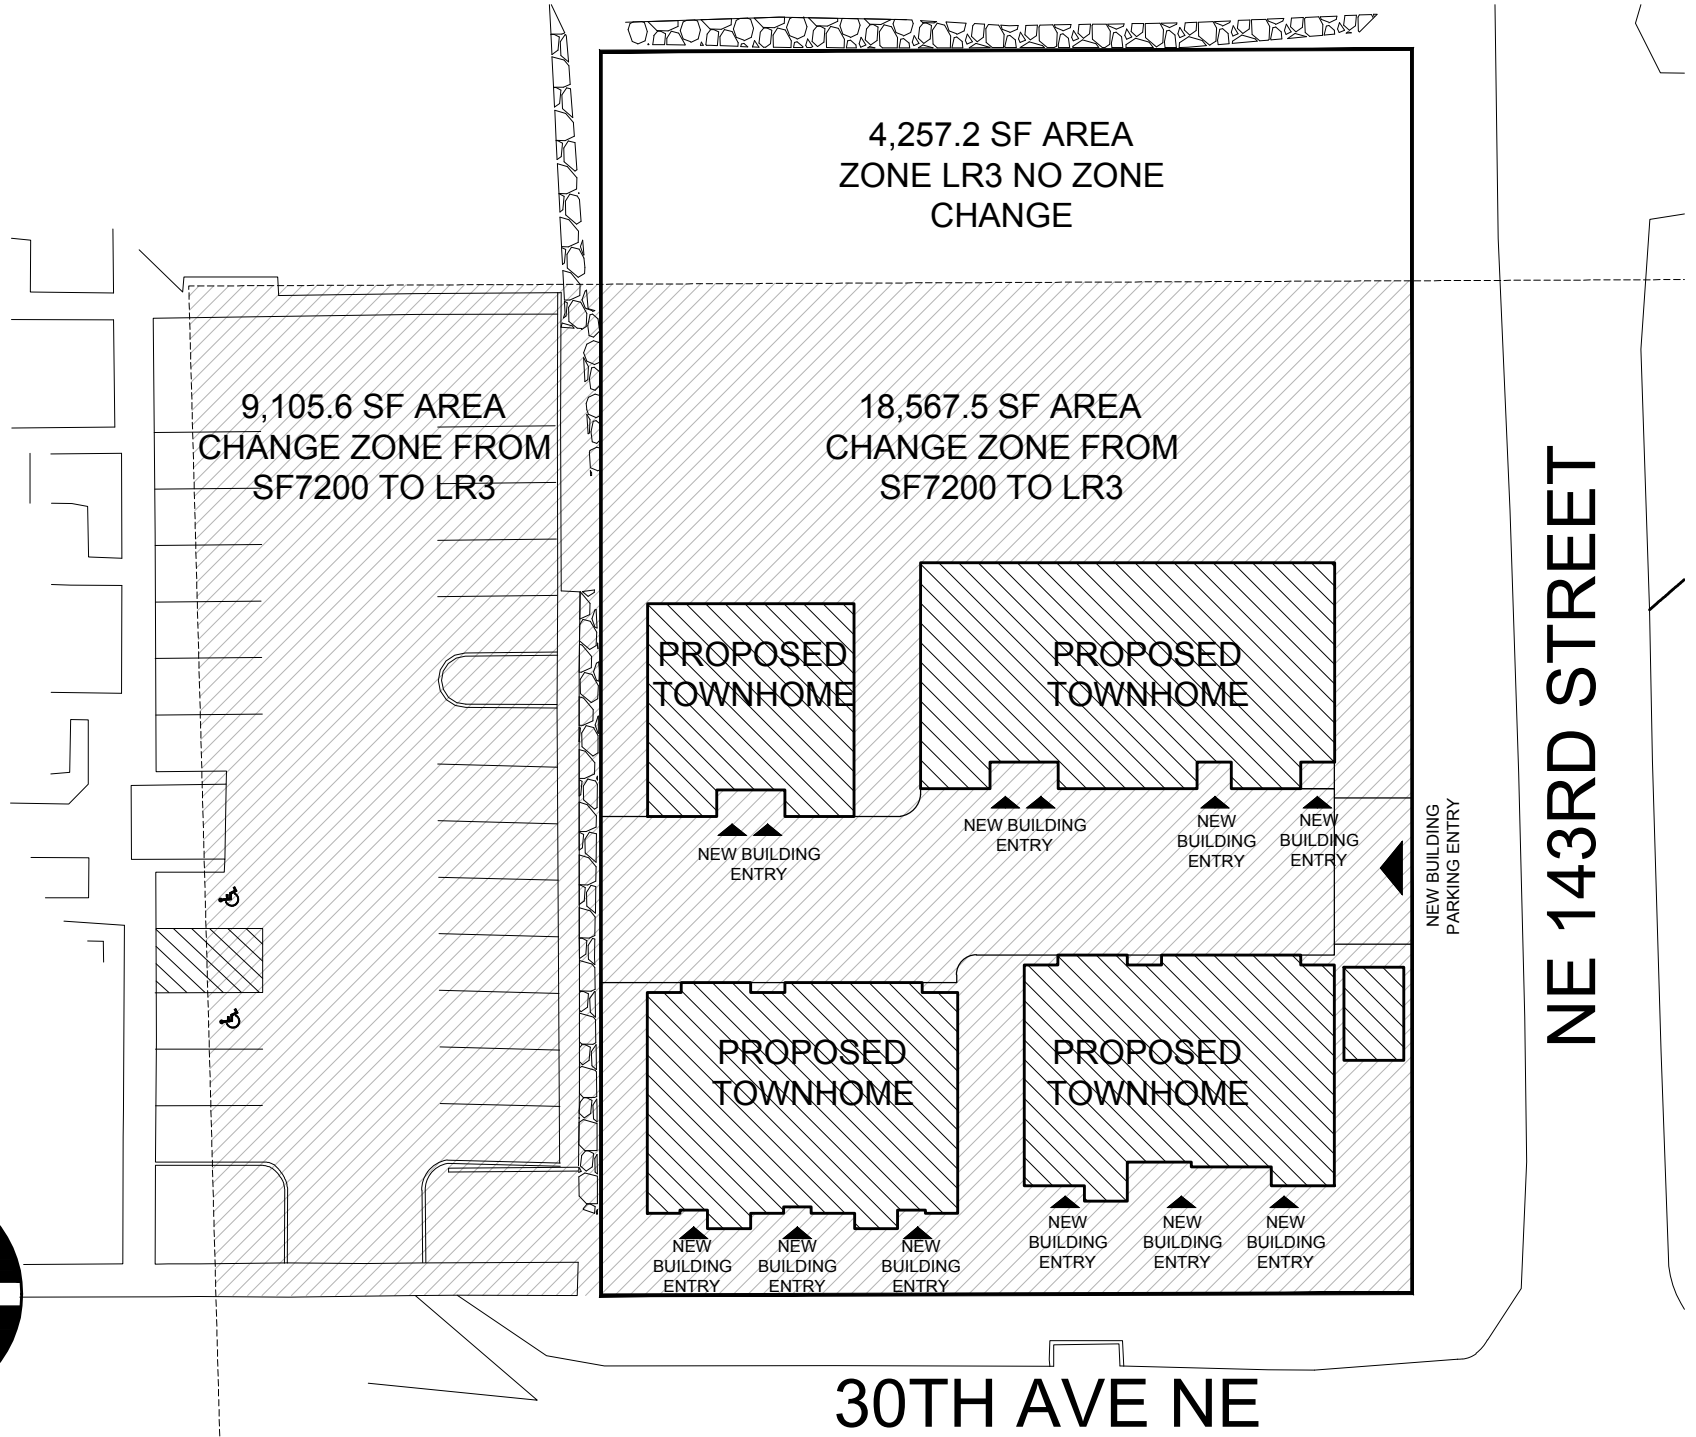 4,257.2 SF AREA
ZONE LR3 NO ZONE
CHANGE
9,105.6 SF AREA
CHANGE ZONE FROM
SF7200 TO LR3
18,567.5 SF AREA
CHANGE ZONE FROM
SF7200 TO LR3
PROPOSED
TOWNHOME
PROPOSED
TOWNHOME
NEW BUILDING
ENTRY
NEW BUILDING
ENTRY
NEW
BUILDING
ENTRY
NEW
BUILDING
ENTRY
NEW BUILDING
PARKING ENTRY
NE 143RD STREET
PROPOSED
TOWNHOME
PROPOSED
TOWNHOME
NEW
BUILDING
ENTRY
NEW
BUILDING
ENTRY
NEW
BUILDING
ENTRY
NEW
BUILDING
ENTRY
NEW
BUILDING
ENTRY
NEW
BUILDING
ENTRY
30TH AVE NE